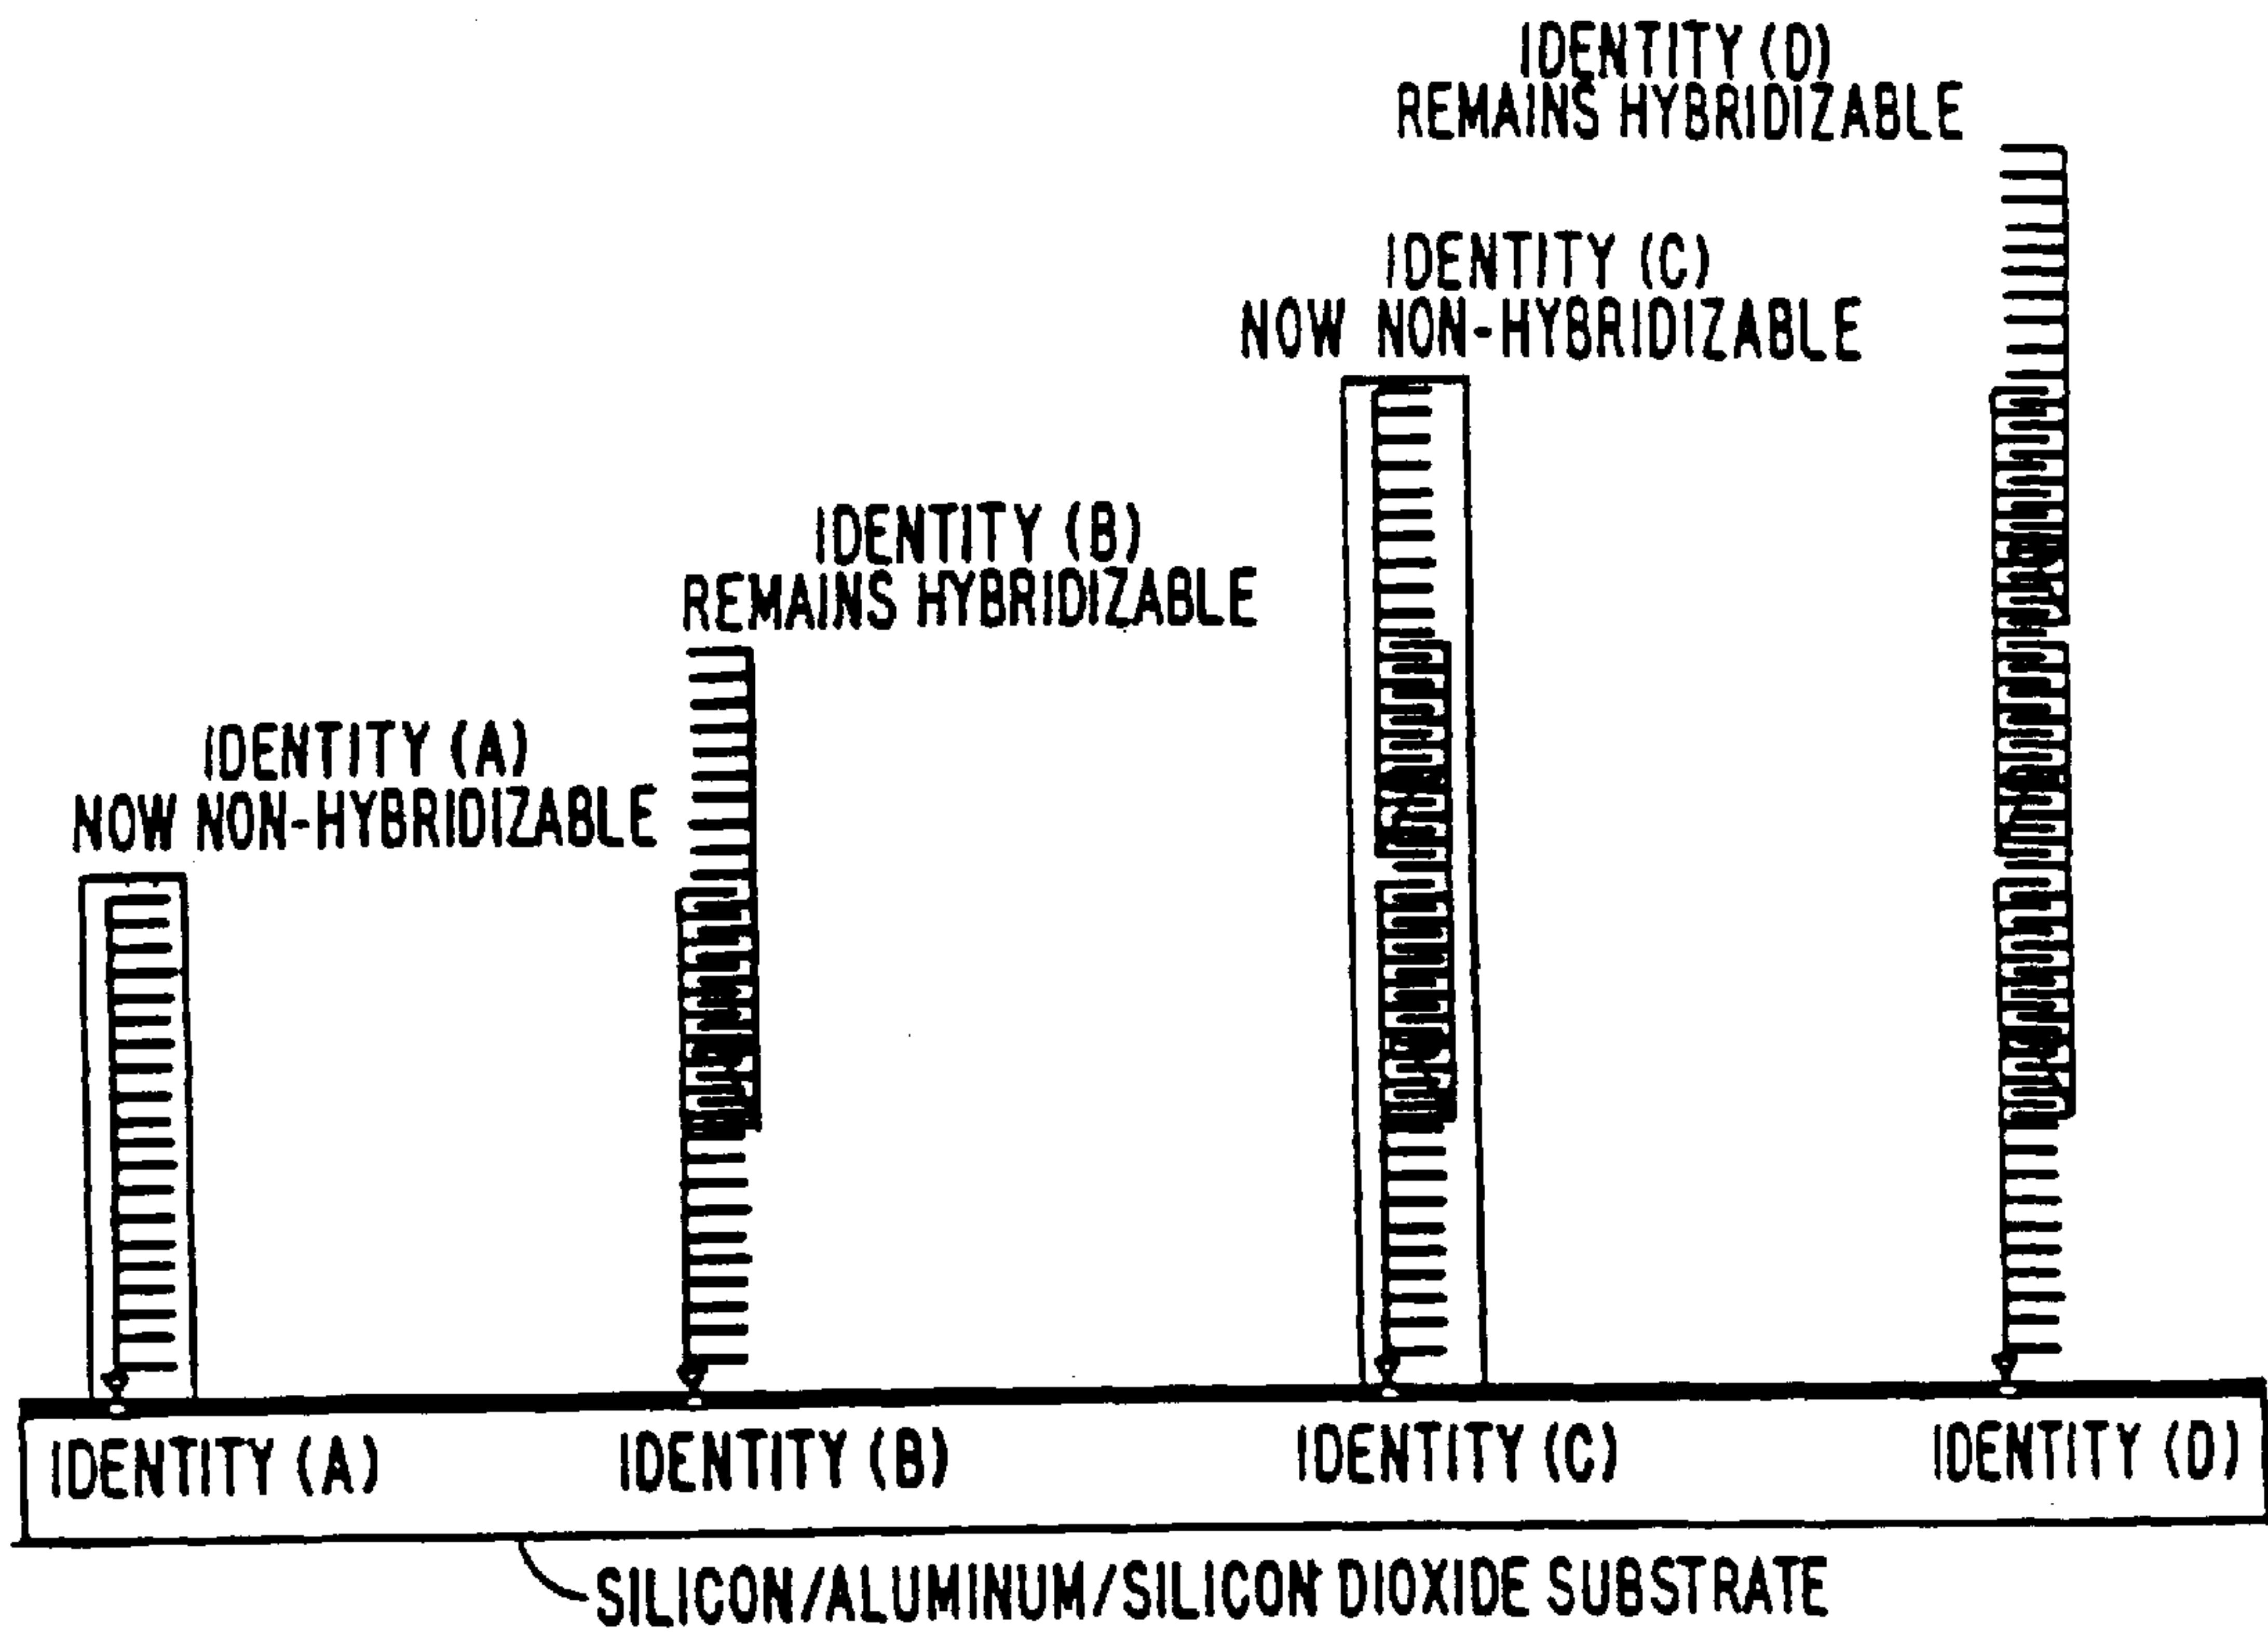 IDENTITY (D)
REMAINS HYBRIDIZABLE
IDENTITY (C)
NOW NON-HYBRIDIZABLE
IDENTITY (B)
REMAINS HYBRIDIZABLE
IDENTITY (A)
NOW NON-HYBRIDIZABLE
IDENTITY (A) IDENTITY (B) IDENTITY (C) IDENTITY (D)
SILICON/ALUMINUM/SILICON DIOXIDE SUBSTRATE